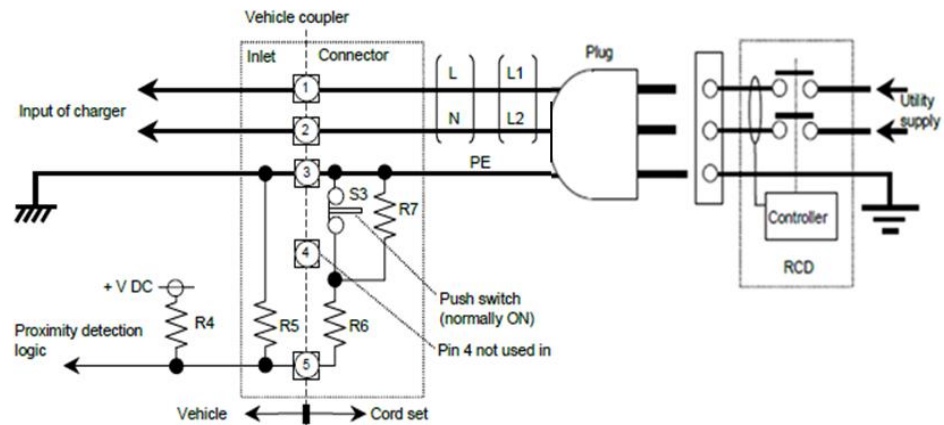 Vehicle coupler
Inlet
Connector
Plug
1
L
L1
Input of charger
Utility
supply
2
N
L2
3
PE
S3
R7
Controller
4
RCD
+ V DC
Push switch
(normally ON)
R4
R5
R6
Proximity detection
logic
Pin 4 not used in
5
Vehicle
Cord set